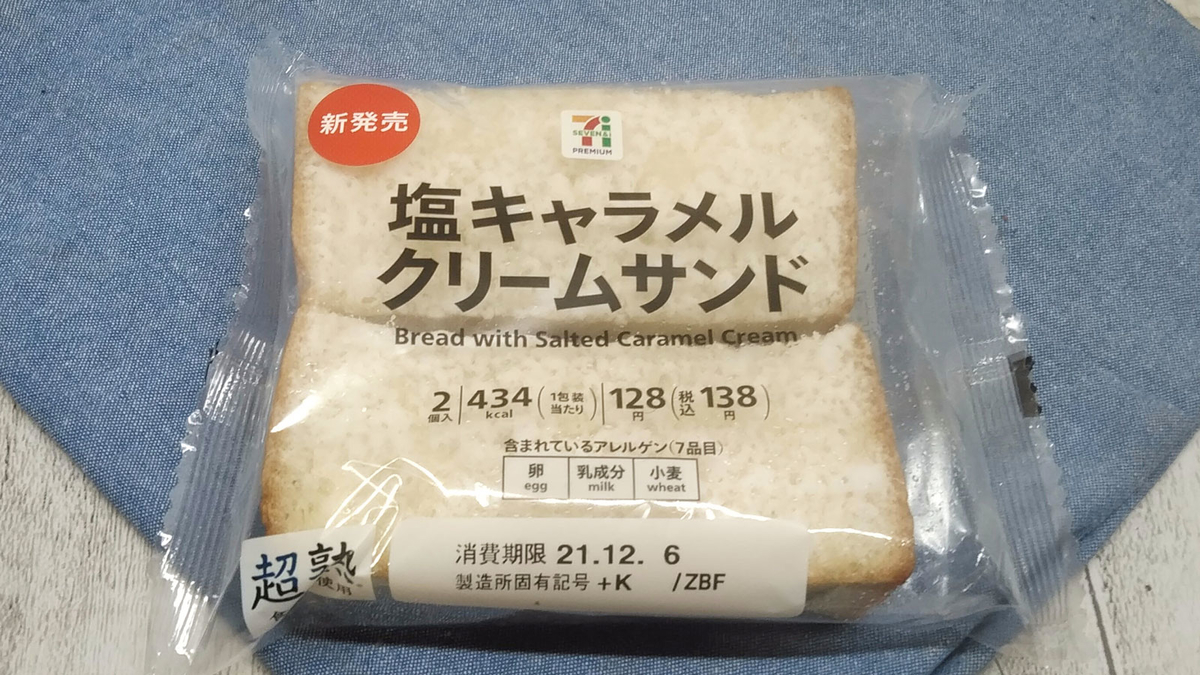 新発売
SEVEN&i
PREMIUM
塩キャラメル
クリームサンド
Bread with Salted Caramel Cream
2個入 434kcal (1包装当たり) 128円 (税込138円)
含まれているアレルゲン(7品目)
卵 乳成分 小麦
egg milk wheat
超熟
使用
消費期限 21.12. 6
製造所固有記号 +K /ZBF